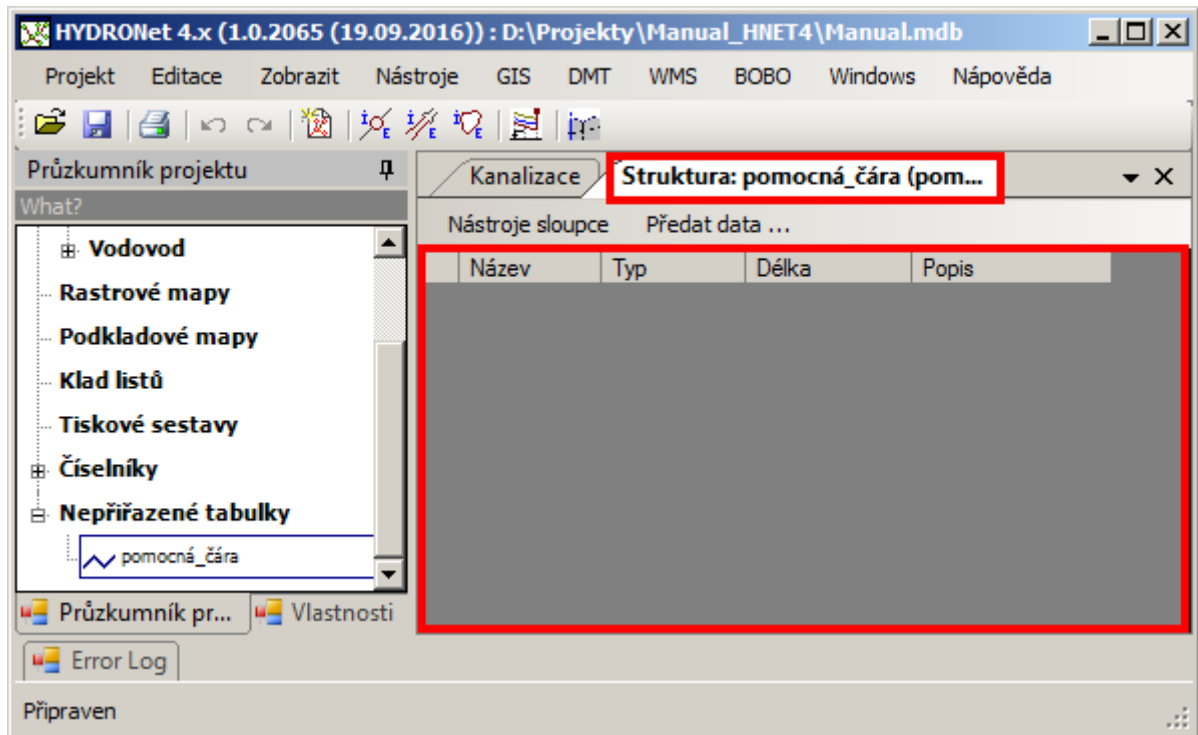 HYDRONet 4.x (1.0.2065 (19.09.2016)) : D:\Projekty\Manual_HNET4\Manual.mdb
Projekt Editace Zobrazit Nástroje GIS DMT WMS BOBO Windows Nápověda
Průzkumník projektu
What?
Vodovod
Rastrové mapy
Podkladové mapy
Klad listů
Tiskové sestavy
Číselníky
Nepřiřazené tabulky
pomocná_čára
Průzkumník pr... Vlastnosti
Kanalizace Struktura: pomocná_čára (pom...
Nástroje sloupce Předat data ...
Název Typ Délka Popis
Error Log
Připraven